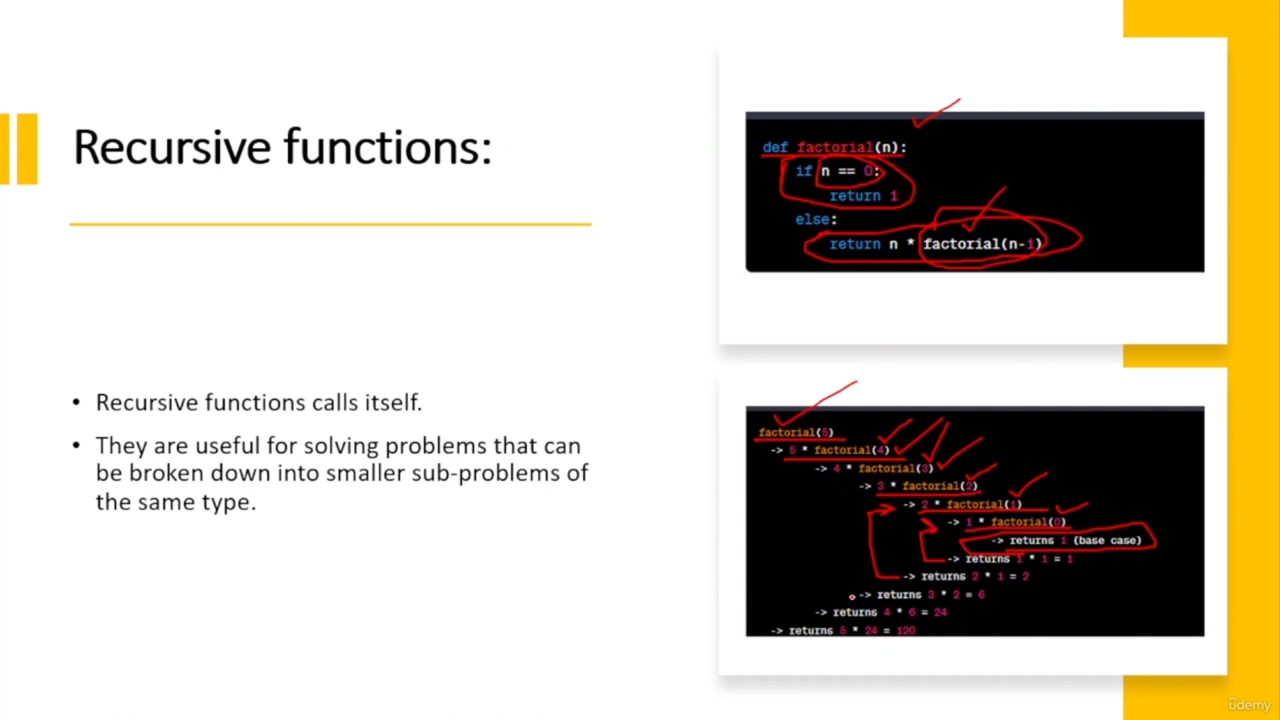 Recursive functions:
• Recursive functions calls itself.
• They are useful for solving problems that can
be broken down into smaller sub-problems of
the same type.
def factorial(n):
if n == 0:
return 1
else:
return n * factorial(n-1)
factorial(5)
-> 5 * factorial(4)
-> 4 * factorial(3)
-> 3 * factorial(2)
-> 2 * factorial(1)
-> 1 * factorial(0)
-> returns 1 (base case)
-> returns 1 * 1 = 1
-> returns 2 * 1 = 2
-> returns 3 * 2 = 6
-> returns 4 * 6 = 24
-> returns 5 * 24 = 120
ûdemy